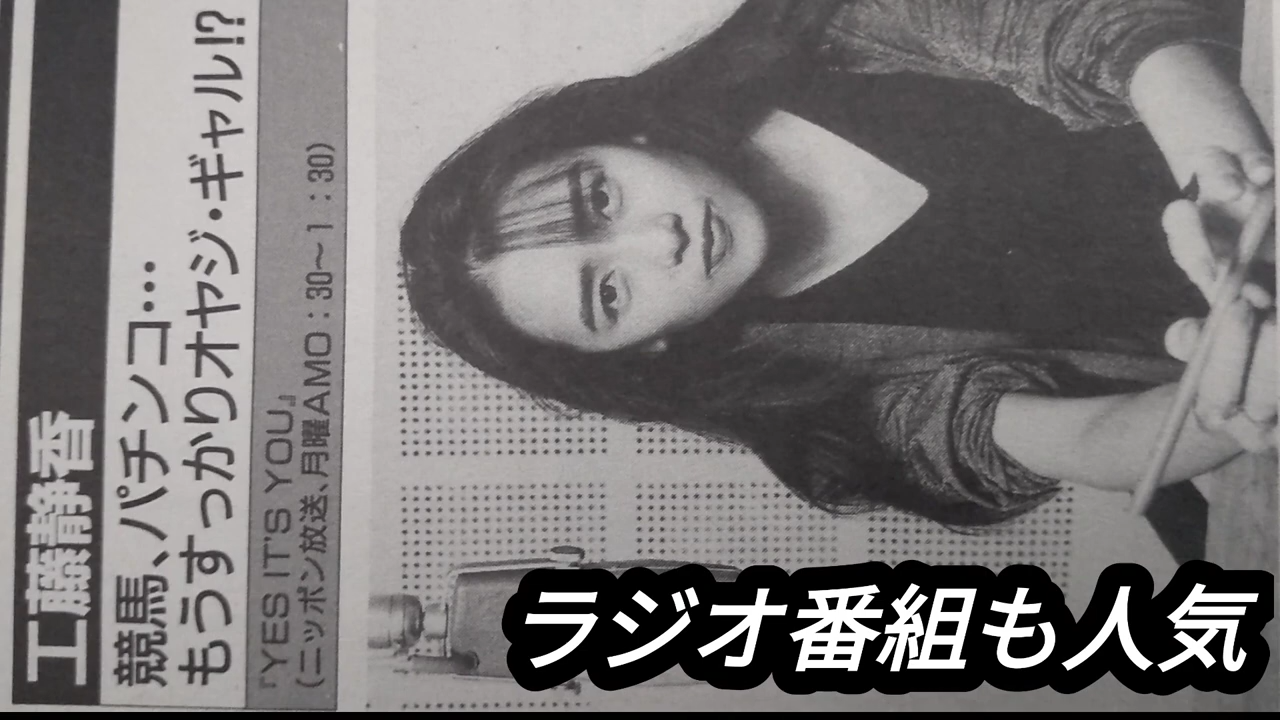 工藤静香
競馬、パチンコ…
もうすっかりオヤジ・ギャル!?
『YES IT'S YOU』
(ニッポン放送、月曜AM0：30〜1：30)
ラジオ番組も人気